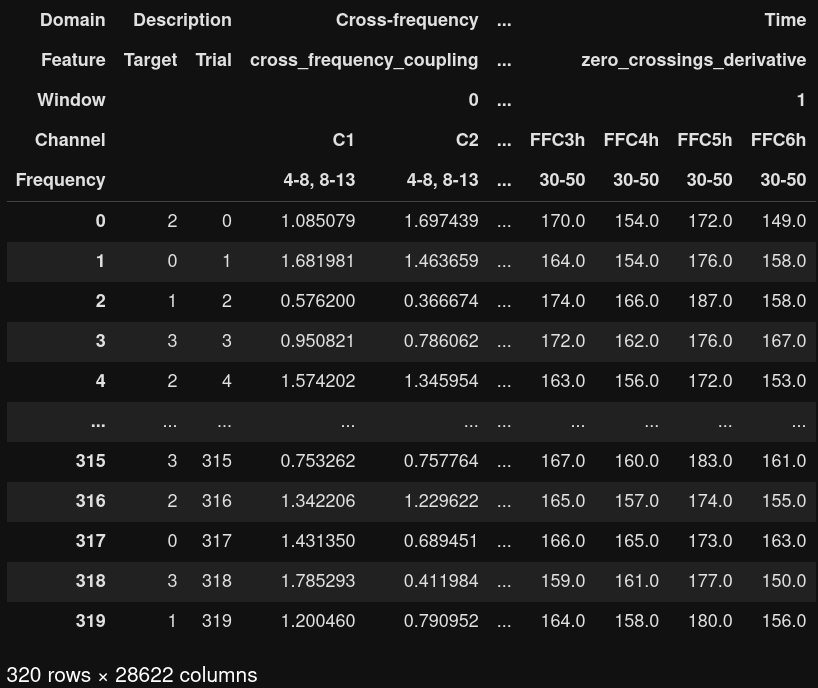 Domain Description Cross-frequency ... Time
Feature Target Trial cross_frequency_coupling ... zero_crossings_derivative
Window 0 ... 1
Channel C1 C2 ... FFC3h FFC4h FFC5h FFC6h
Frequency 4-8, 8-13 4-8, 8-13 ... 30-50 30-50 30-50 30-50
0 2 0 1.085079 1.697439 ... 170.0 154.0 172.0 149.0
1 0 1 1.681981 1.463659 ... 164.0 154.0 176.0 158.0
2 1 2 0.576200 0.366674 ... 174.0 166.0 187.0 158.0
3 3 3 0.950821 0.786062 ... 172.0 162.0 176.0 167.0
4 2 4 1.574202 1.345954 ... 163.0 156.0 172.0 153.0
... ... ... ... ... ... ... ... ... ...
315 3 315 0.753262 0.757764 ... 167.0 160.0 183.0 161.0
316 2 316 1.342206 1.229622 ... 165.0 157.0 174.0 155.0
317 0 317 1.431350 0.689451 ... 166.0 165.0 173.0 163.0
318 3 318 1.785293 0.411984 ... 159.0 161.0 177.0 150.0
319 1 319 1.200460 0.790952 ... 164.0 158.0 180.0 156.0
320 rows × 28622 columns